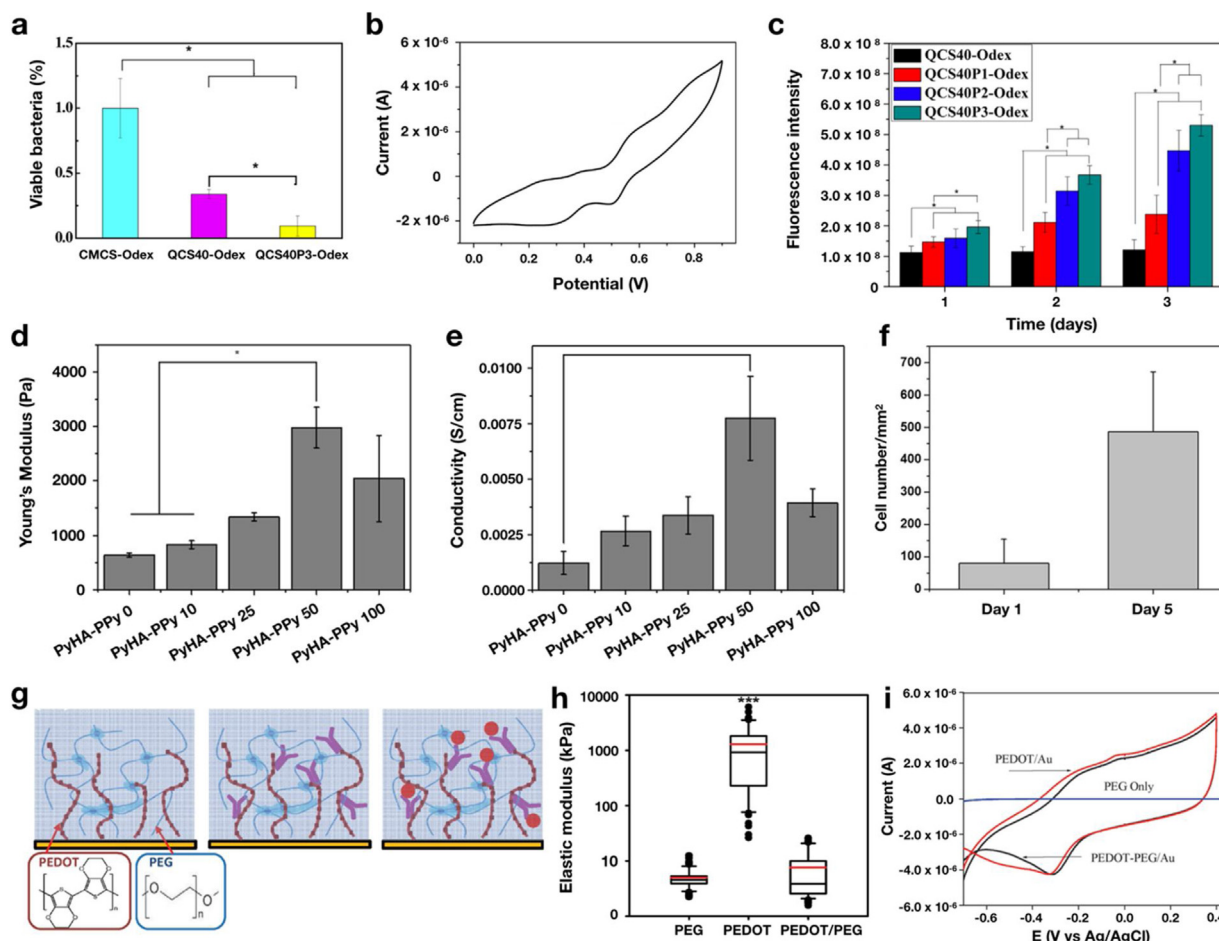 a
Viable bacteria (%)
1.5
1.0
0.5
0.0
*
*
CMCS-Odex QCS40-Odex QCS40P3-Odex
b
Current (A)
6 x 10⁻⁶
4 x 10⁻⁶
2 x 10⁻⁶
0
−2 x 10⁻⁶
0.0 0.2 0.4 0.6 0.8
Potential (V)
c
Fluorescence intensity
8.0 x 10⁸
7.0 x 10⁸
6.0 x 10⁸
5.0 x 10⁸
4.0 x 10⁸
3.0 x 10⁸
2.0 x 10⁸
1.0 x 10⁸
0
QCS40-Odex
QCS40P1-Odex
QCS40P2-Odex
QCS40P3-Odex
* *
* *
* *
1 2 3
Time (days)
d
Young's Modulus (Pa)
4000
3000
2000
1000
0
*
PyHA-PPy 0 PyHA-PPy 10 PyHA-PPy 25 PyHA-PPy 50 PyHA-PPy 100
e
Conductivity (S/cm)
0.0100
0.0075
0.0050
0.0025
0.0000
PyHA-PPy 0 PyHA-PPy 10 PyHA-PPy 25 PyHA-PPy 50 PyHA-PPy 100
f
Cell number/mm²
700
600
500
400
300
200
100
0
Day 1 Day 5
g
PEDOT
O O
S
n
PEG
O
O
n
h
Elastic modulus (kPa)
10000
1000
100
10
0
***
PEG PEDOT PEDOT/PEG
i
Current (A)
6.0 x 10⁻⁶
4.0 x 10⁻⁶
2.0 x 10⁻⁶
0.0
-2.0 x 10⁻⁶
-4.0 x 10⁻⁶
-6.0 x 10⁻⁶
PEDOT/Au
PEG Only
PEDOT-PEG/Au
-0.6 -0.4 -0.2 0.0 0.2 0.4
E (V vs Ag/AgCl)